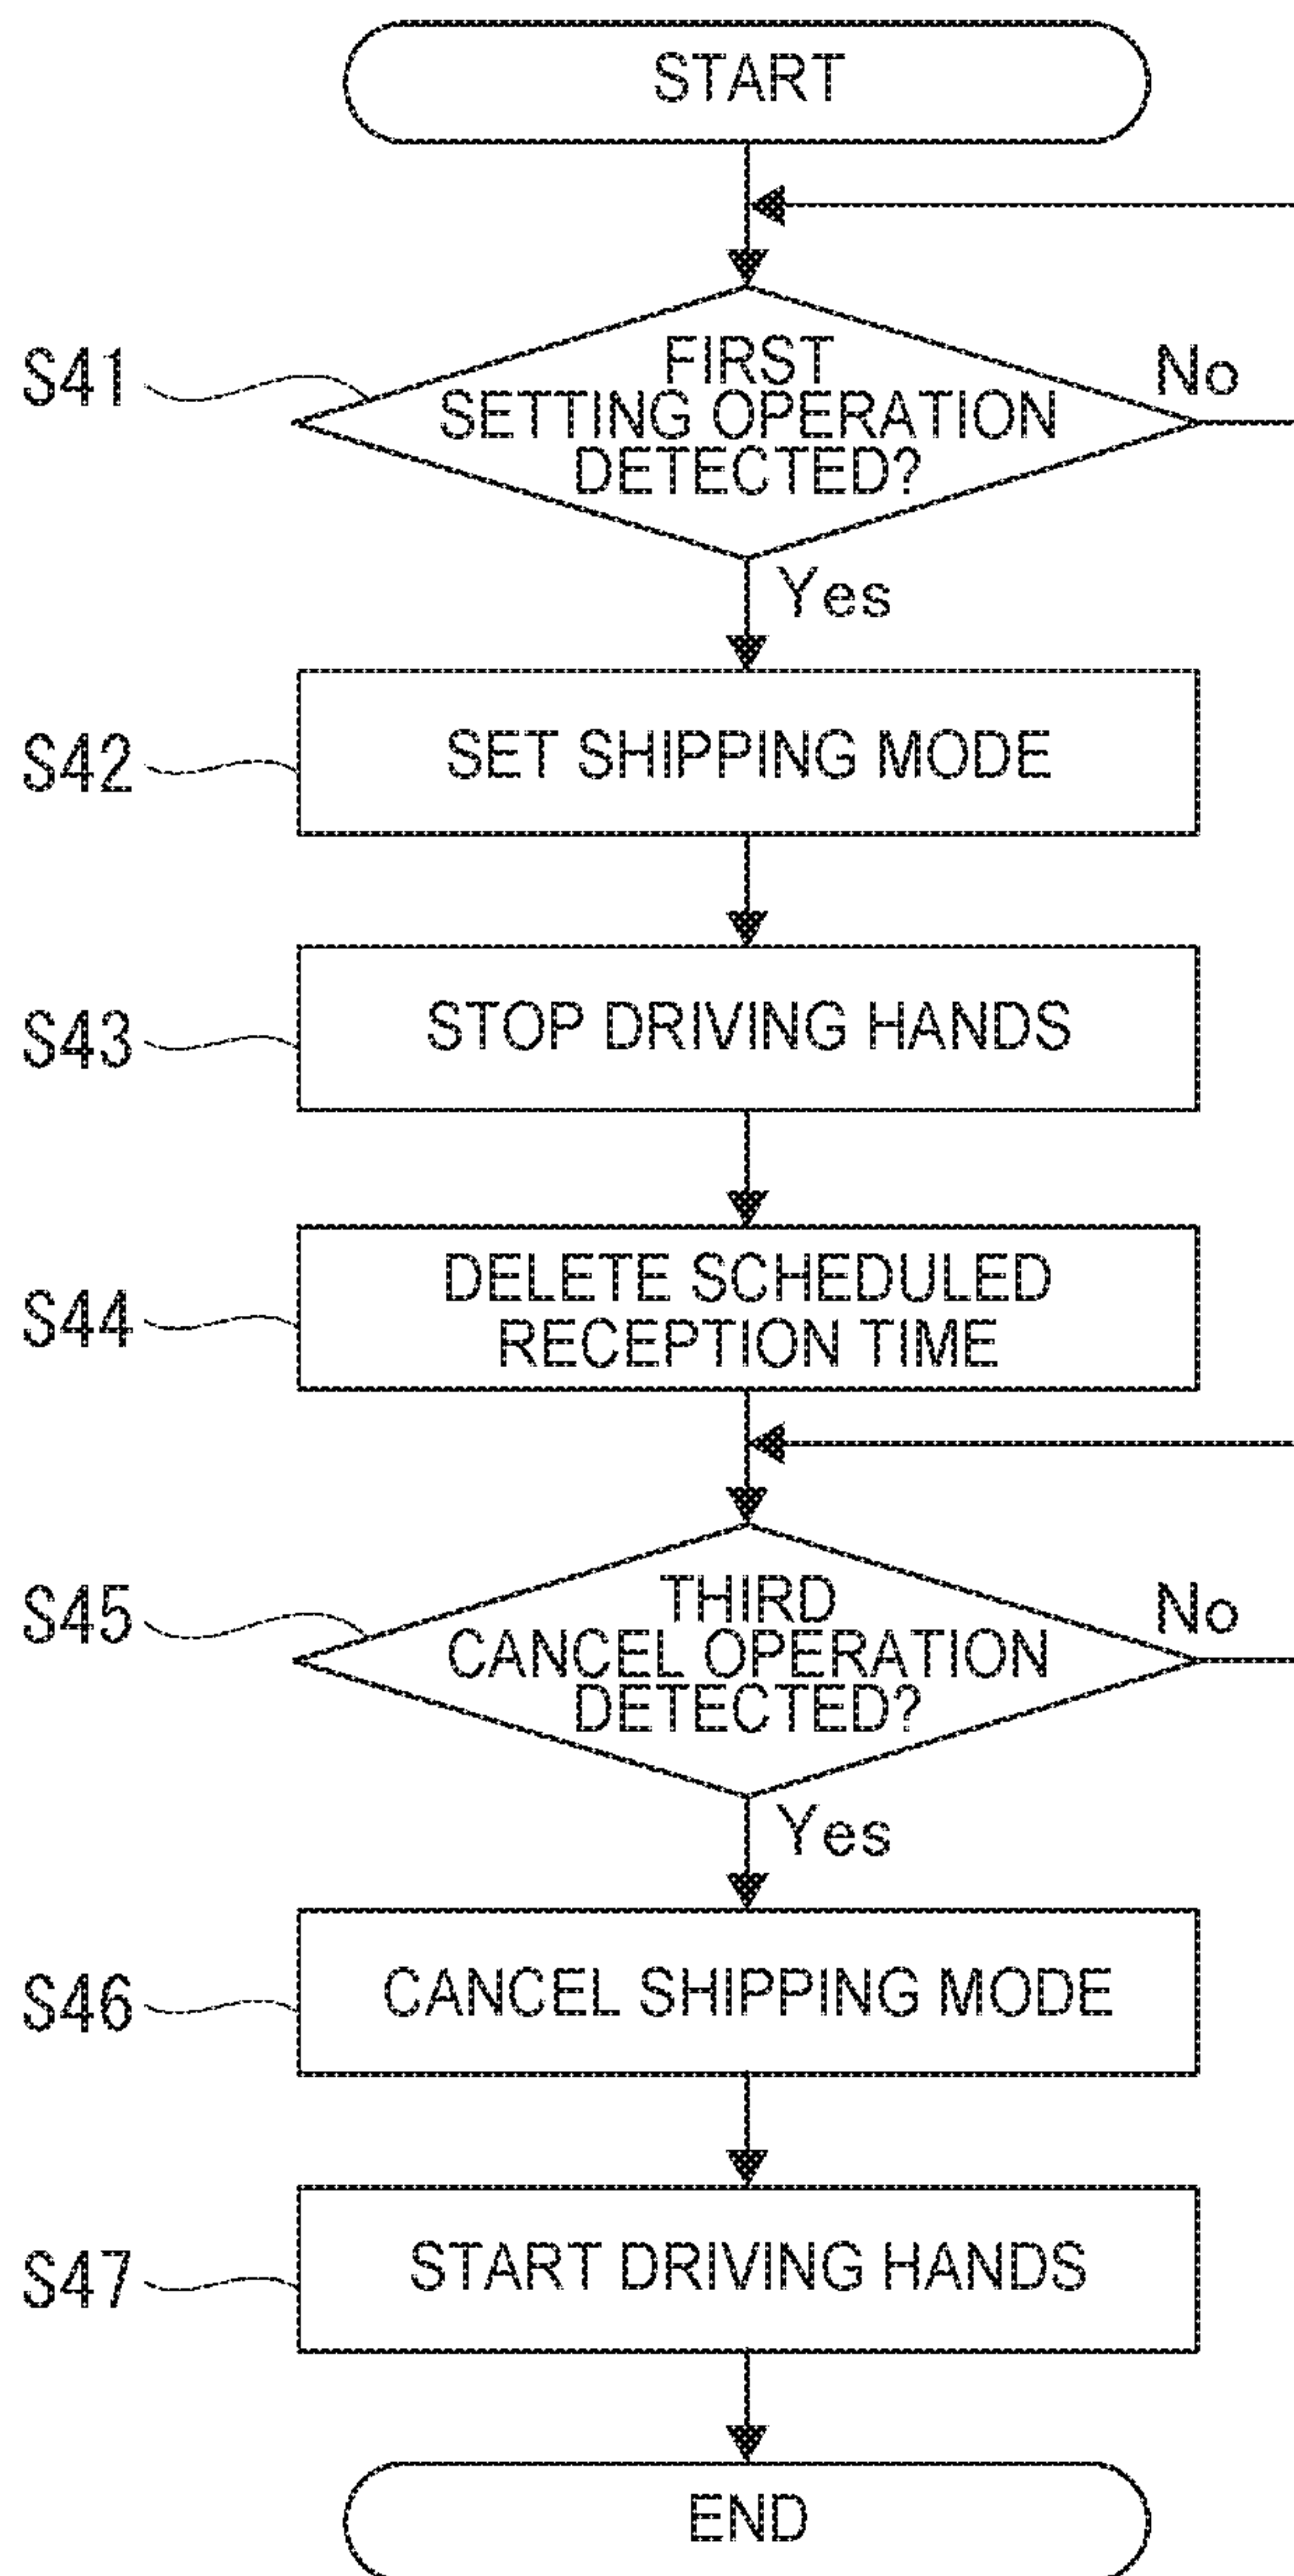 START
S41
FIRST
SETTING OPERATION
DETECTED?
No
Yes
S42
SET SHIPPING MODE
S43
STOP DRIVING HANDS
S44
DELETE SCHEDULED
RECEPTION TIME
S45
THIRD
CANCEL OPERATION
DETECTED?
No
Yes
S46
CANCEL SHIPPING MODE
S47
START DRIVING HANDS
END